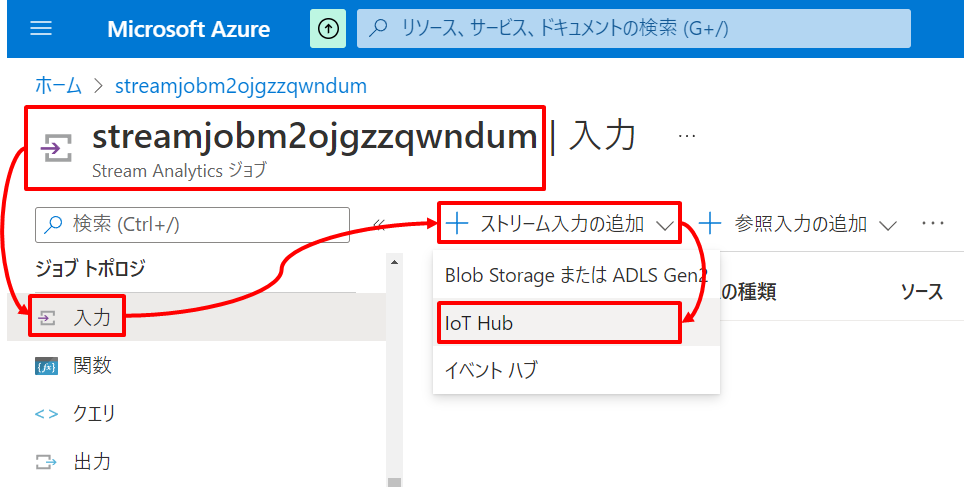 Microsoft Azure
リソース、サービス、ドキュメントの検索 (G+/)
ホーム > streamjobm2ojgzzqwndum
streamjobm2ojgzzqwndum | 入力 ...
Stream Analytics ジョブ
検索 (Ctrl+/) «
+ ストリーム入力の追加 + 参照入力の追加 ...
ジョブ トポロジ
入力
関数
クエリ
出力
Blob Storage または ADLS Gen2
IoT Hub
イベント ハブ
の種類 ソース